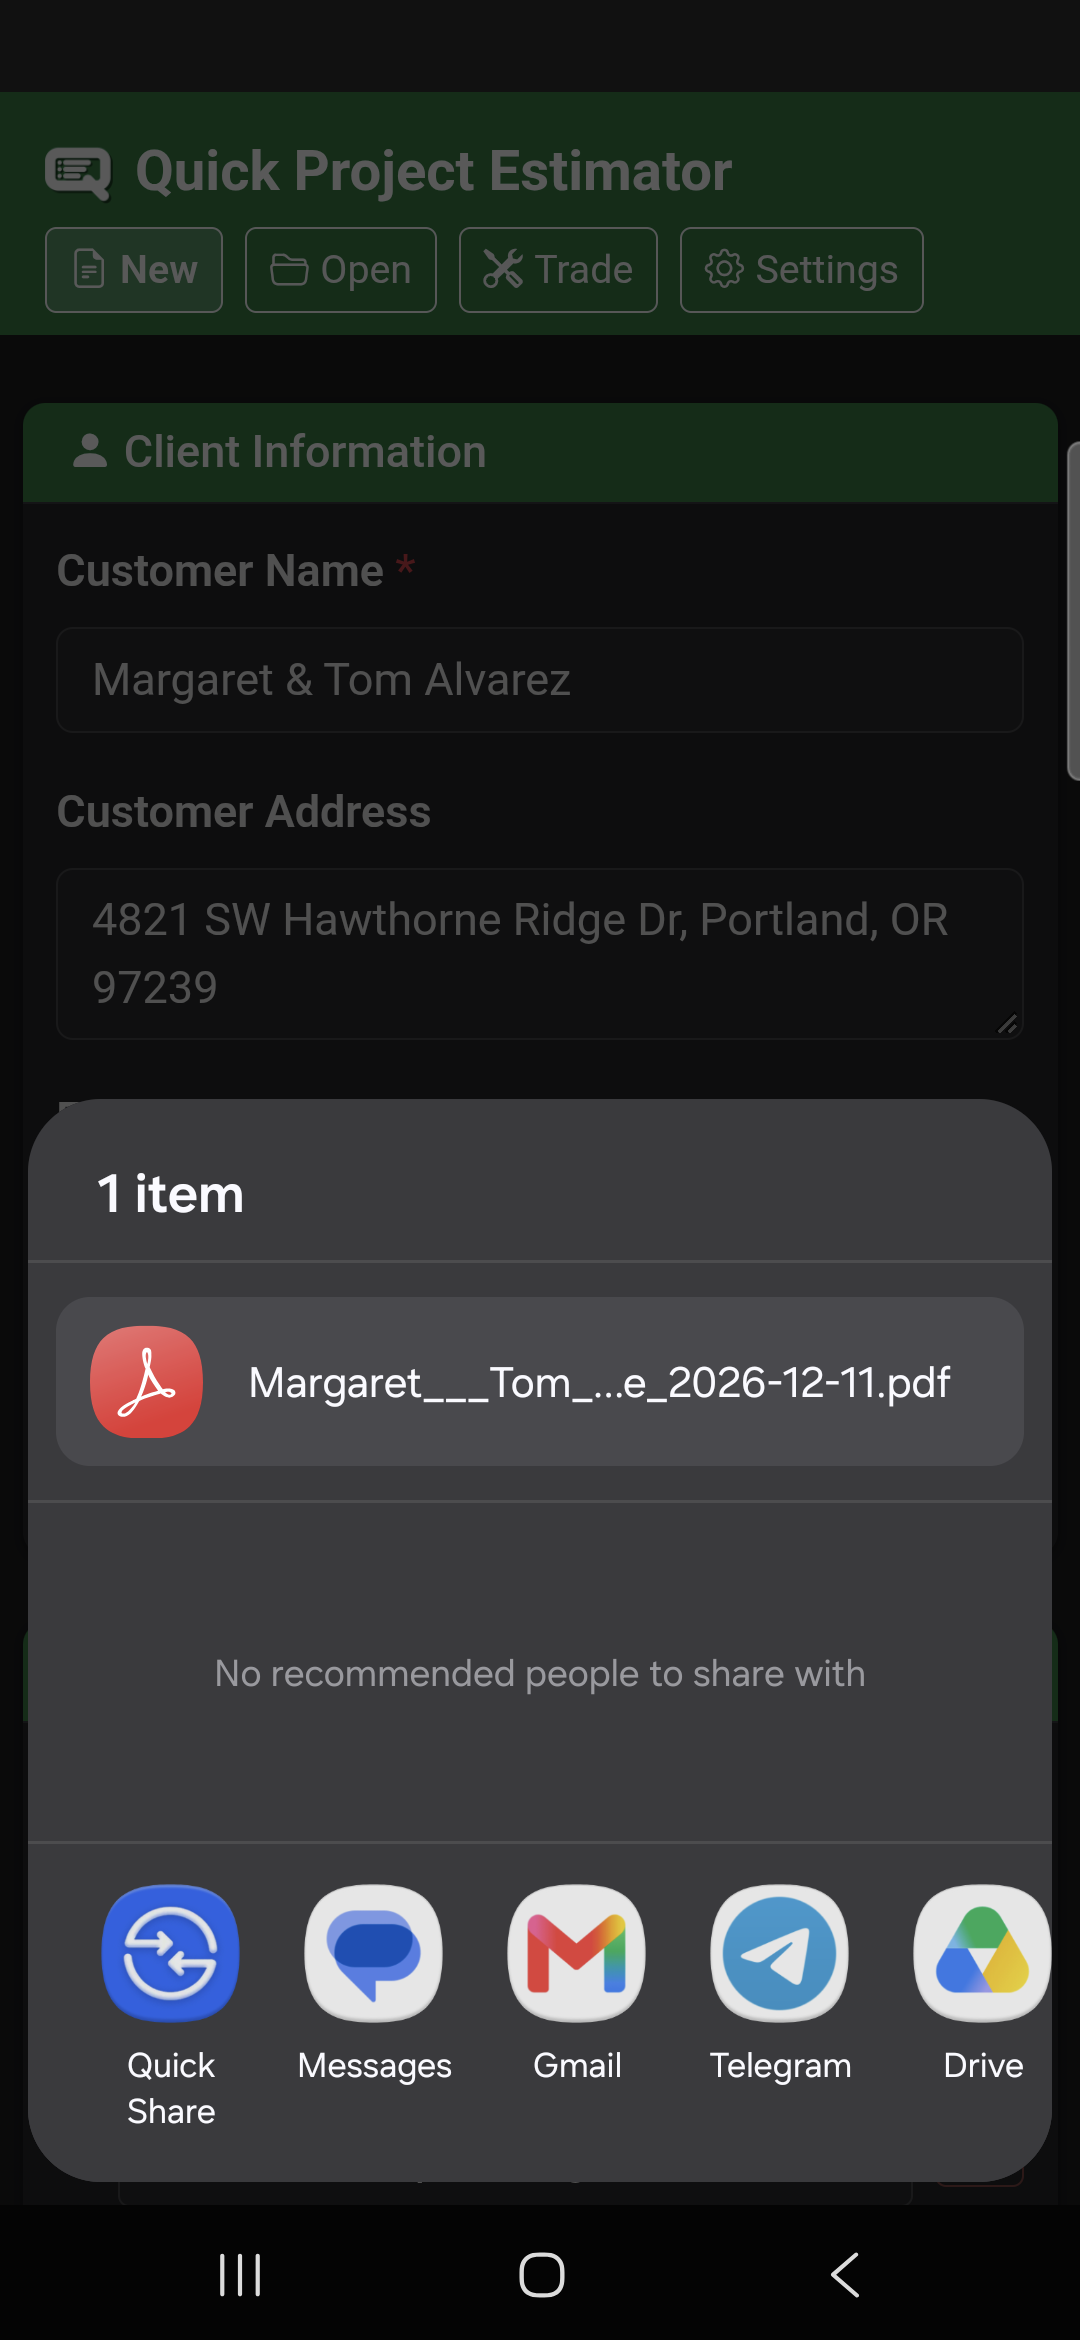 Quick Project Estimator
New
Open
Trade
Settings
Client Information
Customer Name *
Margaret & Tom Alvarez
Customer Address
4821 SW Hawthorne Ridge Dr, Portland, OR
97239
1 item
Margaret___Tom_...e_2026-12-11.pdf
No recommended people to share with
Quick
Share
Messages
Gmail
Telegram
Drive